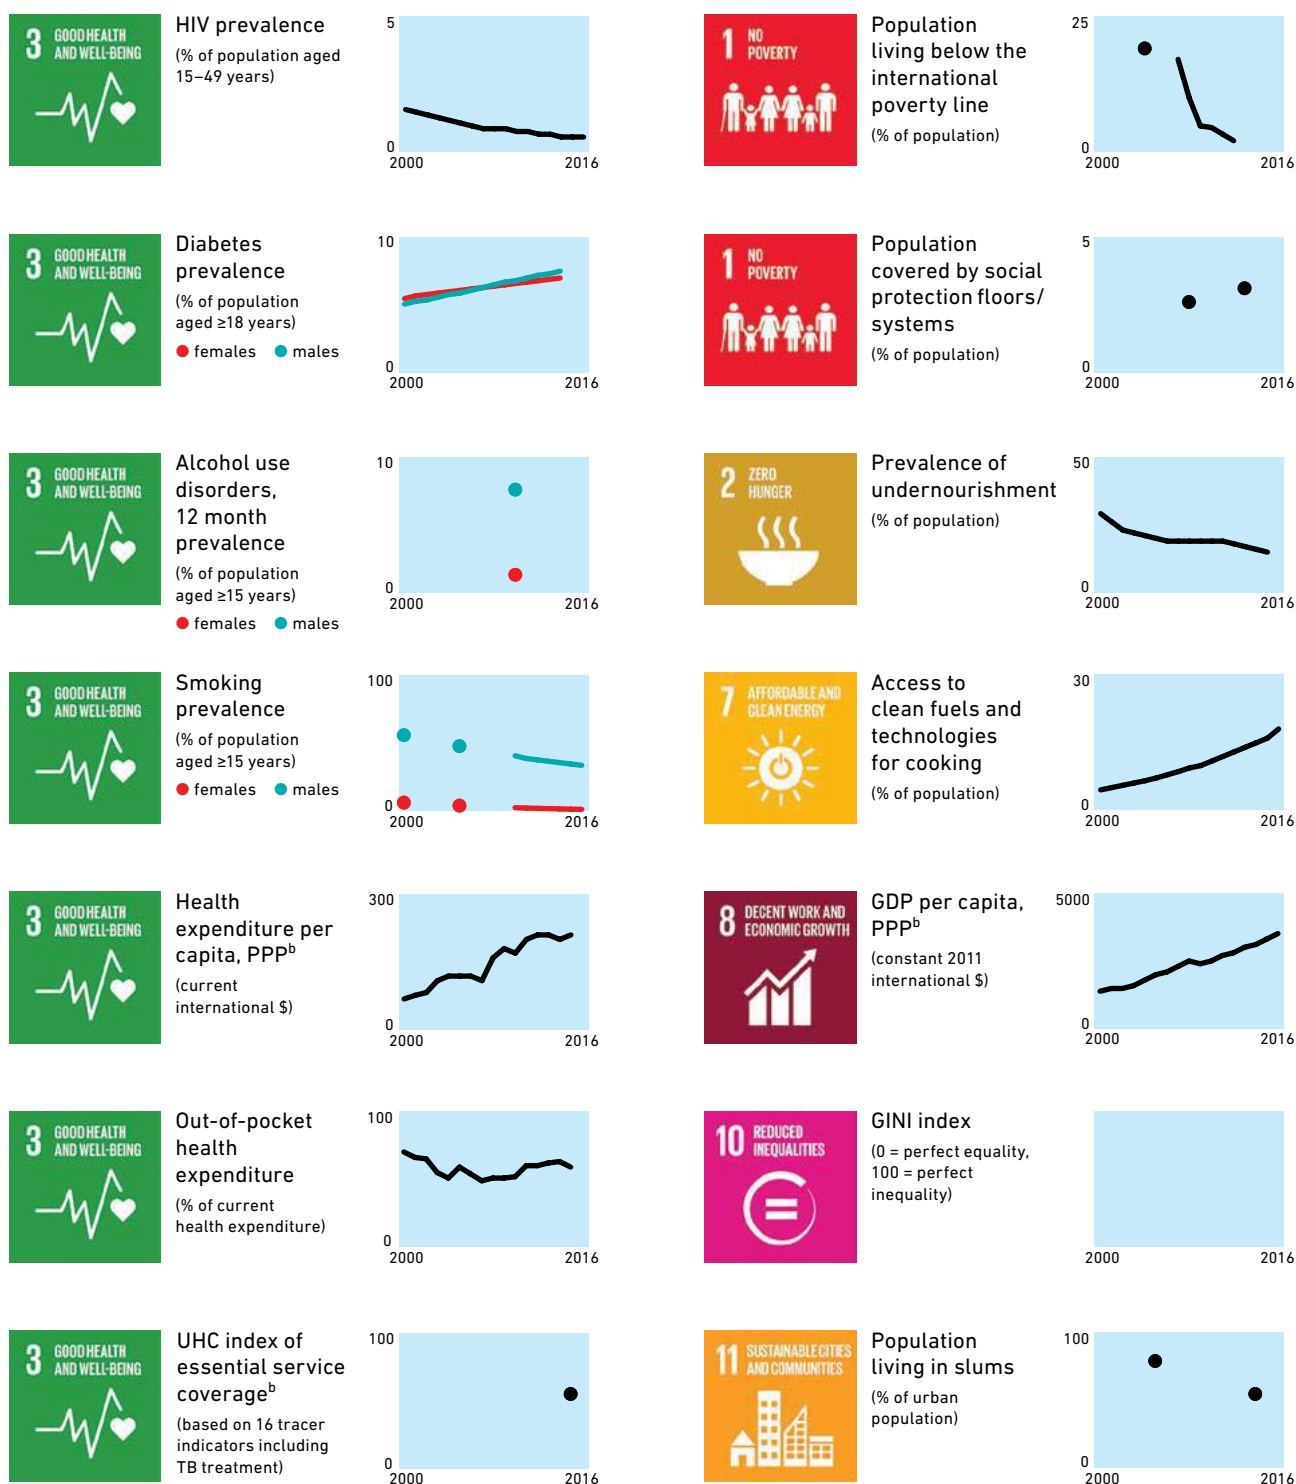 3 GOOD HEALTH
AND WELL-BEING
HIV prevalence
(% of population aged
15–49 years)
5
0
2000 2016
3 GOOD HEALTH
AND WELL-BEING
Diabetes
prevalence
(% of population
aged ≥18 years)
females males
10
0
2000 2016
3 GOOD HEALTH
AND WELL-BEING
Alcohol use
disorders,
12 month
prevalence
(% of population
aged ≥15 years)
females males
10
0
2000 2016
3 GOOD HEALTH
AND WELL-BEING
Smoking
prevalence
(% of population
aged ≥15 years)
females males
100
0
2000 2016
3 GOOD HEALTH
AND WELL-BEING
Health
expenditure per
capita, PPPb
(current
international $)
300
0
2000 2016
3 GOOD HEALTH
AND WELL-BEING
Out-of-pocket
health
expenditure
(% of current
health expenditure)
100
0
2000 2016
3 GOOD HEALTH
AND WELL-BEING
UHC index of
essential service
coverageb
(based on 16 tracer
indicators including
TB treatment)
100
0
2000 2016
1 NO
POVERTY
Population
living below the
international
poverty line
(% of population)
25
0
2000 2016
1 NO
POVERTY
Population
covered by social
protection floors/
systems
(% of population)
5
0
2000 2016
2 ZERO
HUNGER
Prevalence of
undernourishment
(% of population)
50
0
2000 2016
7 AFFORDABLE AND
CLEAN ENERGY
Access to
clean fuels and
technologies
for cooking
(% of population)
30
0
2000 2016
8 DECENT WORK AND
ECONOMIC GROWTH
GDP per capita,
PPPb
(constant 2011
international $)
5000
0
2000 2016
10 REDUCED
INEQUALITIES
GINI index
(0 = perfect equality,
100 = perfect
inequality)
2000 2016
11 SUSTAINABLE CITIES
AND COMMUNITIES
Population
living in slums
(% of urban
population)
100
0
2000 2016